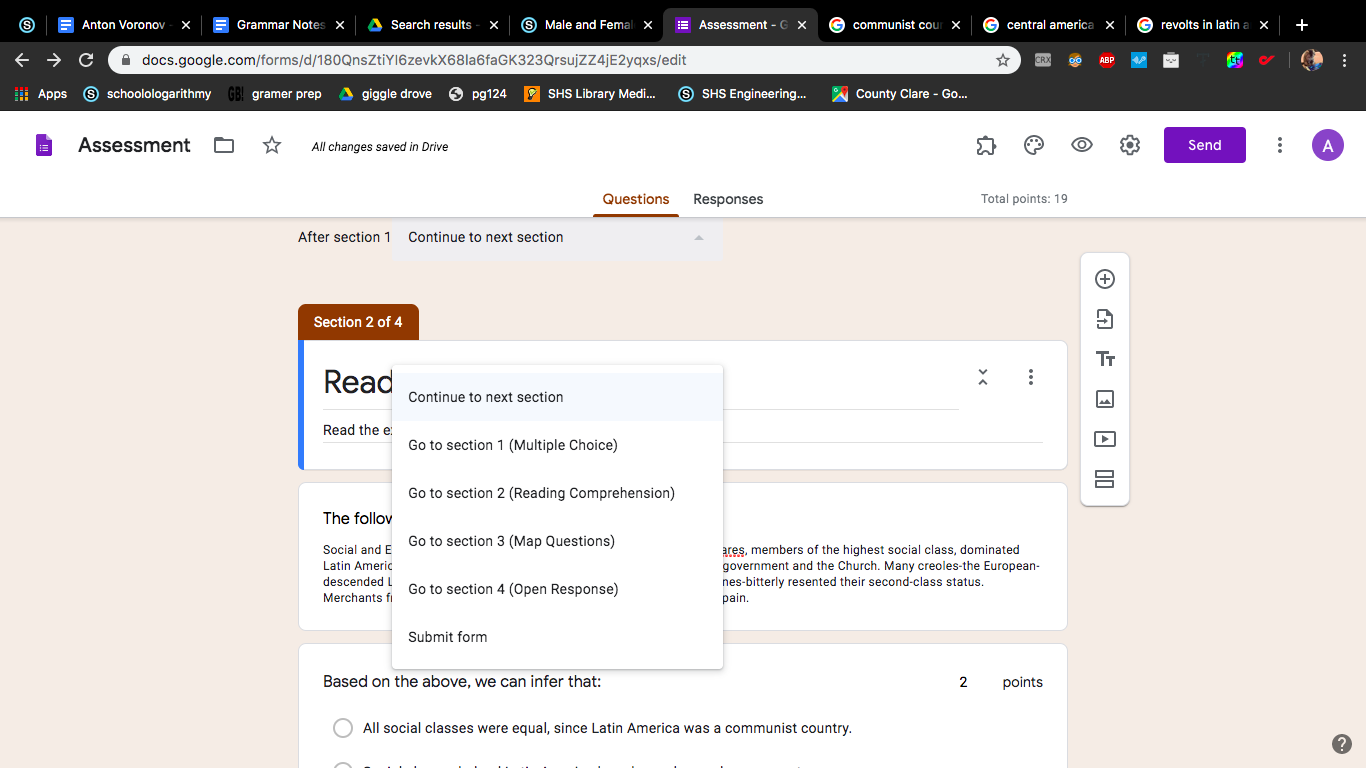 Anton Voronov -
Grammar Notes
Search results -
Male and Femal
Assessment - G
communist cou
central america
revolts in latin a
docs.google.com/forms/d/180QnsZtiYI6zevkX68la6faGK323QrsujZZ4jE2yqxs/edit
CRX
ABP
Apps
schoolologarithmy
GB!
gramer prep
giggle drove
pg124
SHS Library Medi...
SHS Engineering...
County Clare - Go...
Assessment
All changes saved in Drive
Send
A
Questions
Responses
Total points: 19
After section 1
Continue to next section
Section 2 of 4
Read
Continue to next section
Read the e
Go to section 1 (Multiple Choice)
Go to section 2 (Reading Comprehension)
The follow
Go to section 3 (Map Questions)
Social and E
ares, members of the highest social class, dominated
Latin Americ
government and the Church. Many creoles-the European-
descended L
nes-bitterly resented their second-class status.
Go to section 4 (Open Response)
Merchants f
pain.
Submit form
Based on the above, we can infer that:
2 points
All social classes were equal, since Latin America was a communist country.